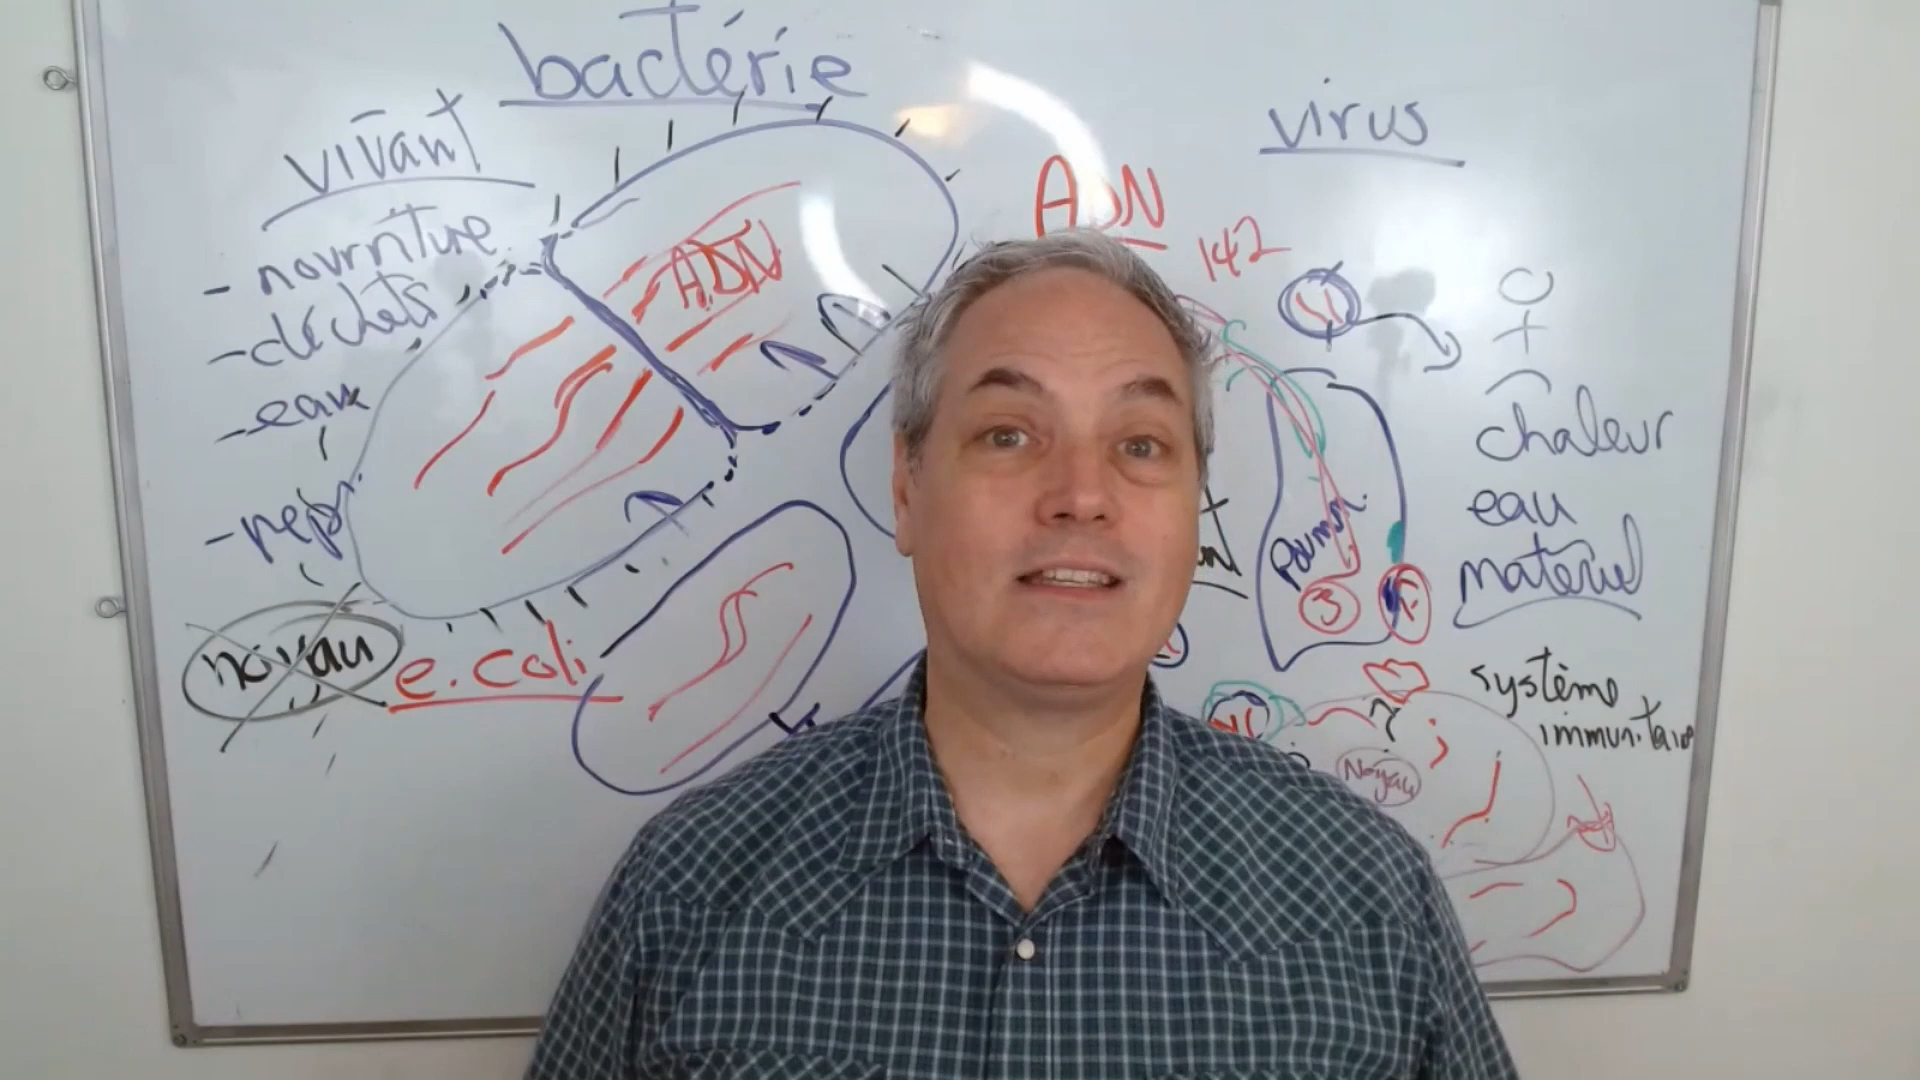 bactérie
virus
vivant
- nourriture
- déchets
- eau
- repr
noyau
e.coli
ADN
ADN
142
chaleur
eau
matériel
Poumon
3
système
immunitaire
Noyau